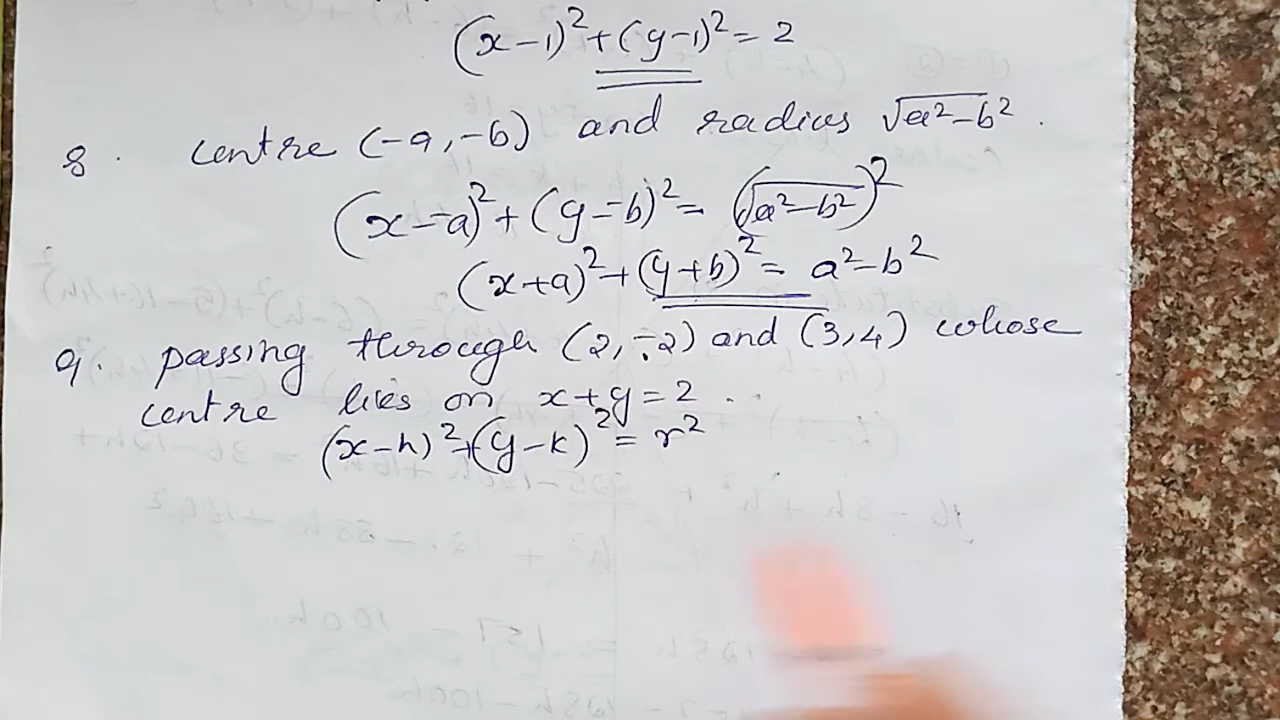 (x-1)²+(y-1)²=2
8. centre (-a,-b) and radius √a²-b².
(x--a)²+(y--b)²=(√a²-b²)²
(x+a)²+(y+b)²= a²-b²
9. passing through (2,-2) and (3,4) whose
centre lies on x+y=2.
(x-h)²+(y-k)²=r²